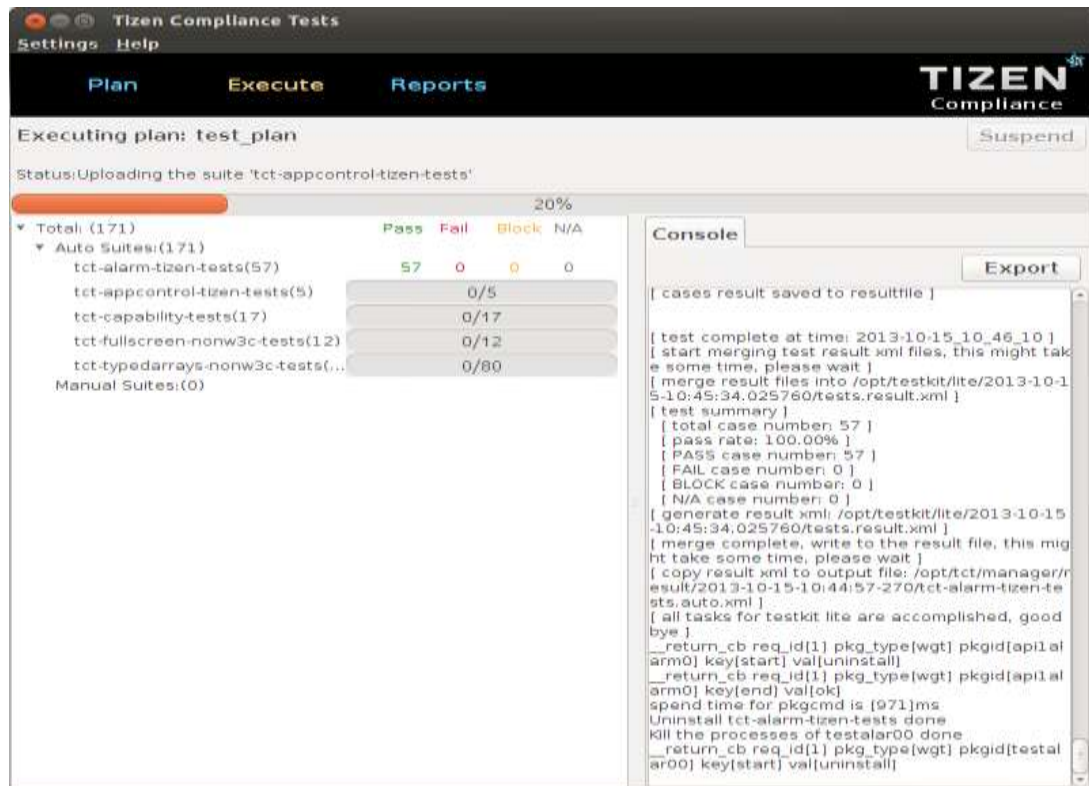 Tizen Compliance Tests
Settings Help
Plan Execute Reports
TIZEN
Compliance
Executing plan: test_plan
Suspend
Status:Uploading the suite 'tct-appcontrol-tizen-tests'
20%
Total: (171) Pass Fail Block N/A
Auto Suites:(171)
tct-alarm-tizen-tests(57) 57 0 0 0
tct-appcontrol-tizen-tests(5) 0/5
tct-capability-tests(17) 0/17
tct-fullscreen-nonw3c-tests(12) 0/12
tct-typedarrays-nonw3c-tests(... 0/80
Manual Suites:(0)
Console
Export
[ cases result saved to resultfile ]
[ test complete at time: 2013-10-15_10_46_10 ]
[ start merging test result xml files, this might tak
e some time, please wait ]
[ merge result files into /opt/testkit/lite/2013-10-1
5-10:45:34.025760/tests.result.xml ]
[ test summary ]
[ total case number: 57 ]
[ pass rate: 100.00% ]
[ PASS case number: 57 ]
[ FAIL case number: 0 ]
[ BLOCK case number: 0 ]
[ N/A case number: 0 ]
[ generate result xml: /opt/testkit/lite/2013-10-15
-10:45:34.025760/tests.result.xml ]
[ merge complete, write to the result file, this mig
ht take some time, please wait ]
[ copy result xml to output file: /opt/tct/manager/r
esult/2013-10-15-10:44:57-270/tct-alarm-tizen-te
sts.auto.xml ]
[ all tasks for testkit lite are accomplished, good
bye ]
__return_cb req_id[1] pkg_type[wgt] pkgid[api1al
arm0] key[start] val[uninstall]
__return_cb req_id[1] pkg_type[wgt] pkgid[api1al
arm0] key[end] val[ok]
spend time for pkgcmd is [971]ms
Uninstall tct-alarm-tizen-tests done
Kill the processes of testalar00 done
__return_cb req_id[1] pkg_type[wgt] pkgid[testal
ar00] key[start] val[uninstall]